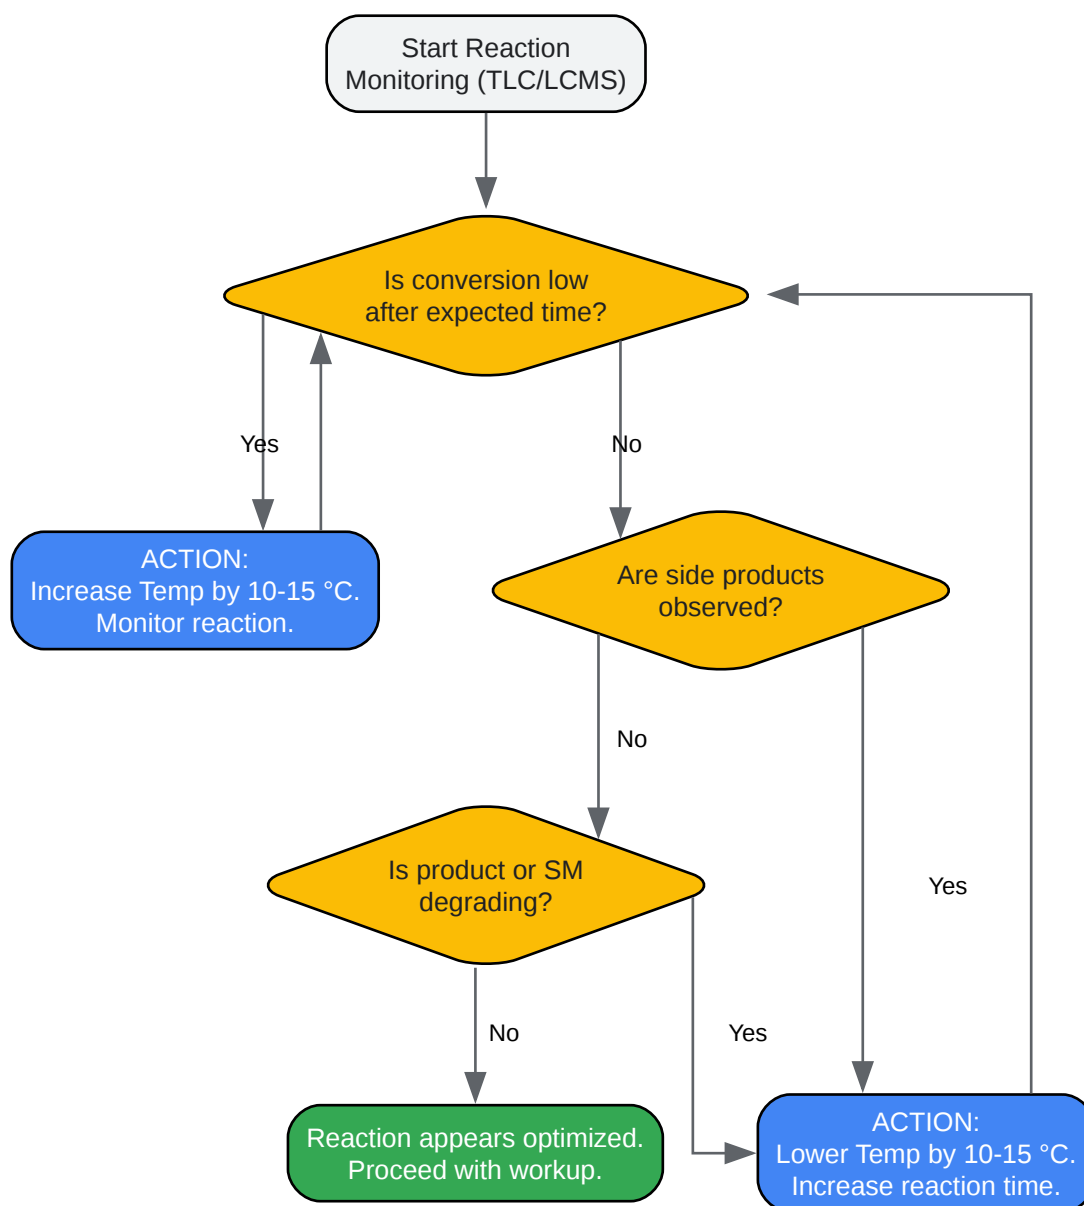 Start Reaction
Monitoring (TLC/LCMS)
Is conversion low
after expected time?
Yes
No
ACTION:
Increase Temp by 10-15 °C.
Monitor reaction.
Are side products
observed?
No
Yes
Is product or SM
degrading?
No
Yes
Reaction appears optimized.
Proceed with workup.
ACTION:
Lower Temp by 10-15 °C.
Increase reaction time.